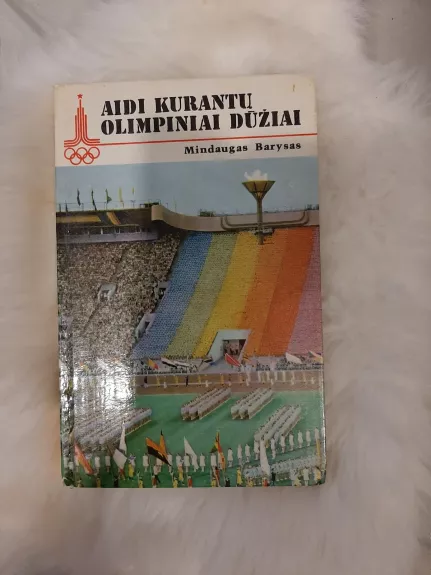 AIDI KURANTŲ
OLIMPINIAI DŪŽIAI
Mindaugas Barysas